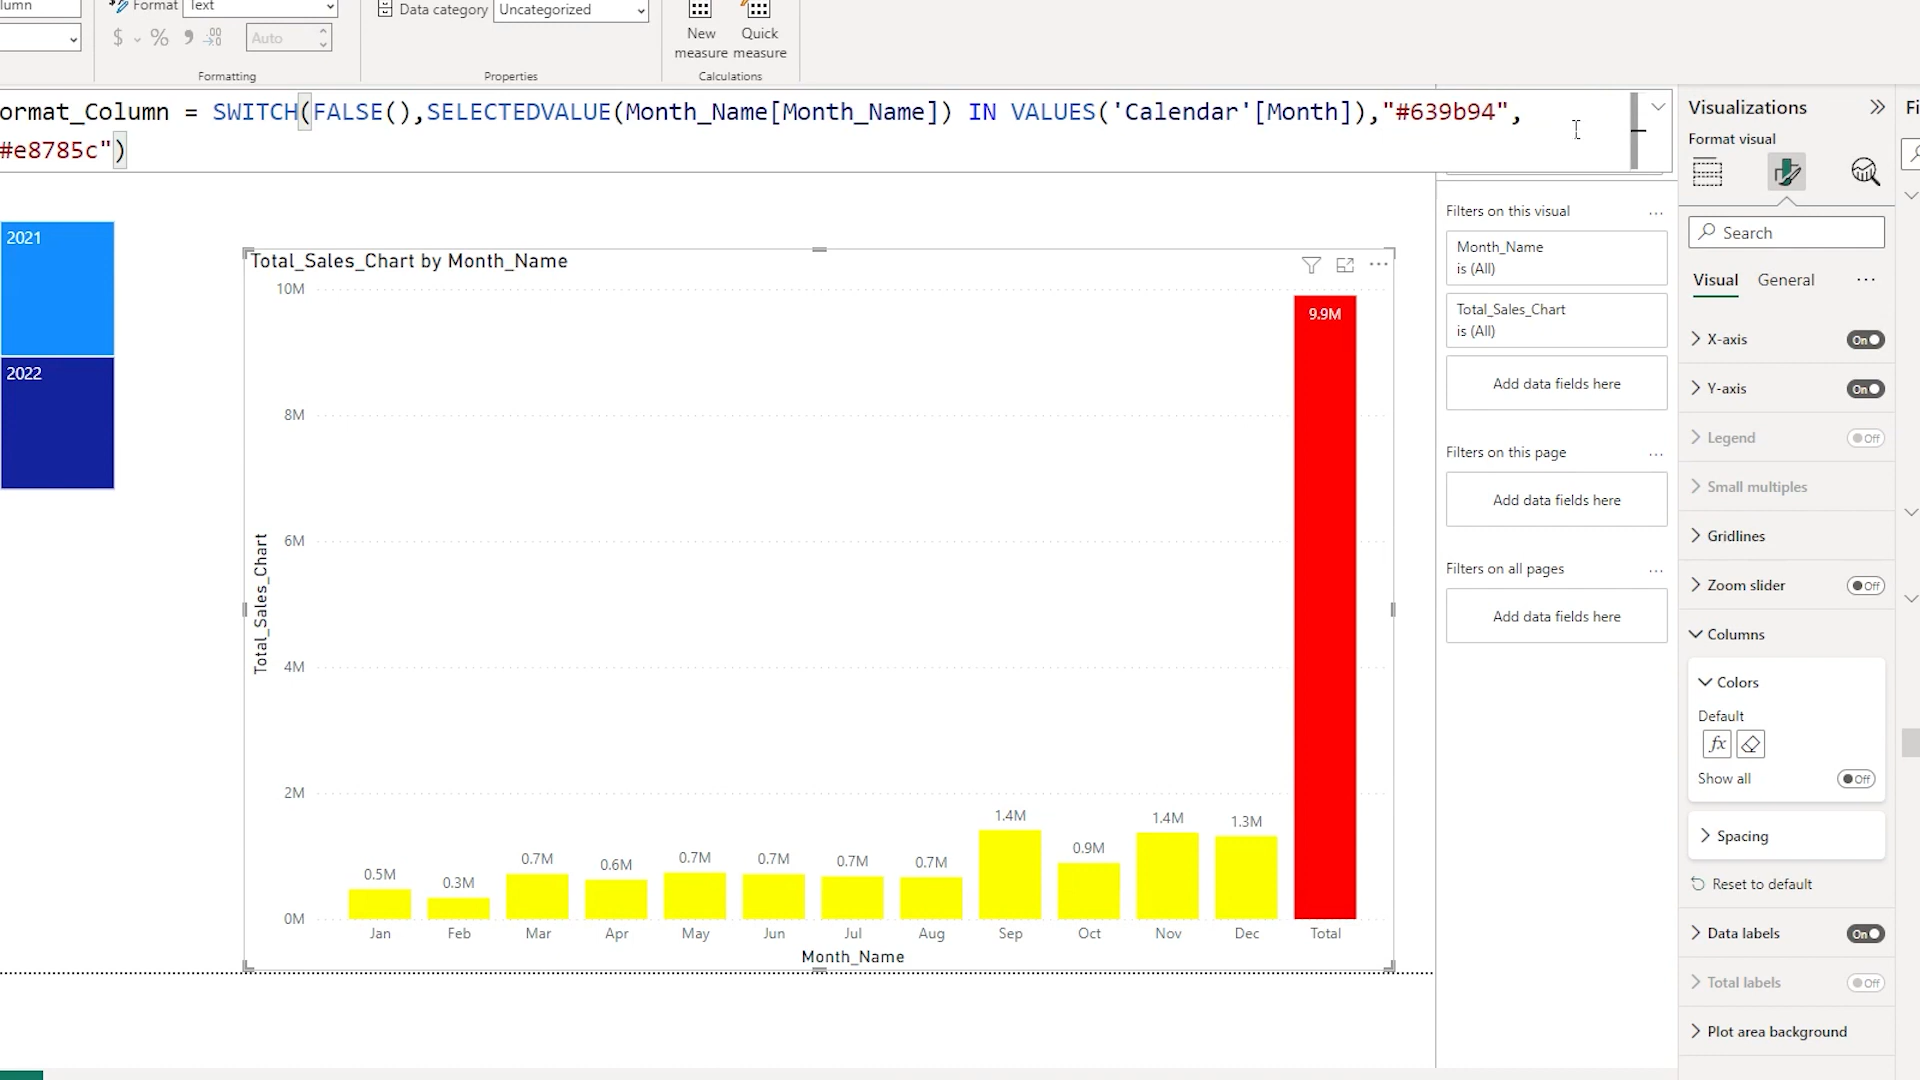 lumn
Format
Text
Data category
Uncategorized
New
measure
Quick
measure
$
%
Auto
Formatting
Properties
Calculations
ormat_Column = SWITCH(FALSE(),SELECTEDVALUE(Month_Name[Month_Name]) IN VALUES('Calendar'[Month]),"#639b94",
#e8785c")
2021
2022
Total_Sales_Chart by Month_Name
10M
8M
6M
4M
2M
0M
Total_Sales_Chart
0.5M
0.3M
0.7M
0.6M
0.7M
0.7M
0.7M
0.7M
1.4M
0.9M
1.4M
1.3M
9.9M
Jan
Feb
Mar
Apr
May
Jun
Jul
Aug
Sep
Oct
Nov
Dec
Total
Month_Name
Filters on this visual
...
Month_Name
is (All)
Total_Sales_Chart
is (All)
Add data fields here
Filters on this page
...
Add data fields here
Filters on all pages
...
Add data fields here
Visualizations
Fi
Format visual
Search
Visual
General
...
X-axis
On
Y-axis
On
Legend
Off
Small multiples
Gridlines
Zoom slider
Off
Columns
Colors
Default
fx
Show all
Off
Spacing
Reset to default
Data labels
On
Total labels
Off
Plot area background